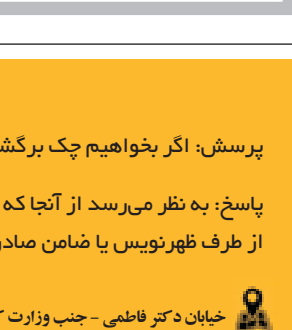 پرسش: اگر بخواهیم چک برگش
پاسخ: به نظر می‌رسد از آنجا که
از طرف ظهرنویس یا ضامن صادر
خیابان دکتر فاطمی - جنب وزارت